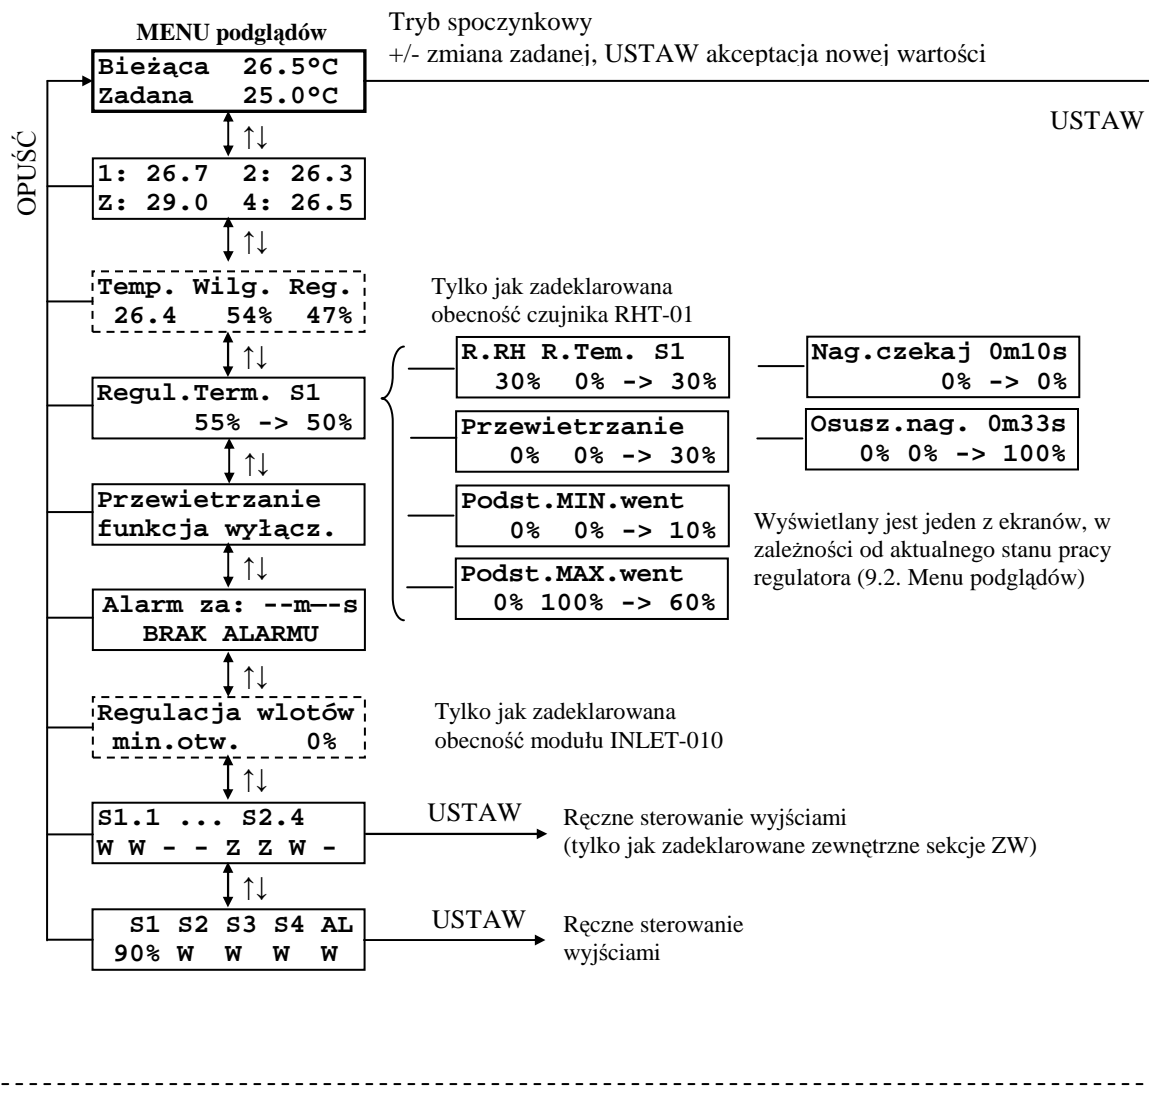 MENU podglądów
Tryb spoczynkowy
+/- zmiana zadanej, USTAW akceptacja nowej wartości
Bieżąca 26.5°C
Zadana 25.0°C
USTAW
OPUŚĆ
↑↓
1: 26.7 2: 26.3
Z: 29.0 4: 26.5
↑↓
Temp. Wilg. Reg.
26.4 54% 47%
Tylko jak zadeklarowana
obecność czujnika RHT-01
↑↓
Regul.Term. S1
55% -> 50%
R.RH R.Tem. S1
30% 0% -> 30%
Nag.czekaj 0m10s
0% -> 0%
↑↓
Przewietrzanie
0% 0% -> 30%
Osusz.nag. 0m33s
0% 0% -> 100%
Przewietrzanie
funkcja wyłącz.
Podst.MIN.went
0% 0% -> 10%
Wyświetlany jest jeden z ekranów, w
zależności od aktualnego stanu pracy
regulatora (9.2. Menu podglądów)
↑↓
Podst.MAX.went
0% 100% -> 60%
Alarm za: --m—-s
BRAK ALARMU
↑↓
Regulacja wlotów
min.otw. 0%
Tylko jak zadeklarowana
obecność modułu INLET-010
↑↓
S1.1 ... S2.4
W W - - Z Z W -
USTAW
Ręczne sterowanie wyjściami
(tylko jak zadeklarowane zewnętrzne sekcje ZW)
↑↓
S1 S2 S3 S4 AL
90% W W W W
USTAW
Ręczne sterowanie
wyjściami